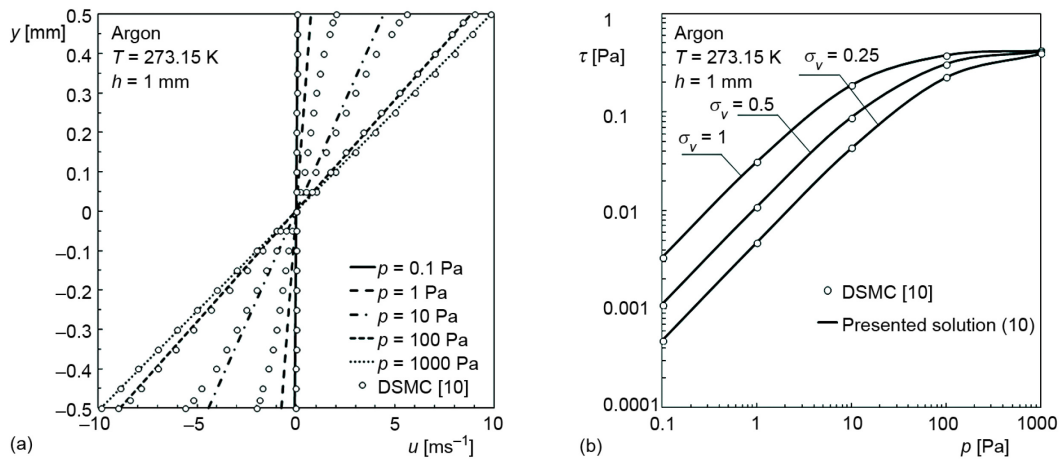 y [mm]
Argon
T = 273.15 K
h = 1 mm
0.5
0.4
0.3
0.2
0.1
0
–0.1
–0.2
–0.3
–0.4
–0.5
p = 0.1 Pa
p = 1 Pa
p = 10 Pa
p = 100 Pa
p = 1000 Pa
DSMC [10]
–10
–5
0
5
10
u [ms⁻¹]
(a)
τ [Pa]
Argon
T = 273.15 K
h = 1 mm
σᵥ = 0.25
σᵥ = 0.5
σᵥ = 1
1
0.1
0.01
0.001
0.0001
DSMC [10]
Presented solution (10)
0.1
1
10
100
1000
p [Pa]
(b)